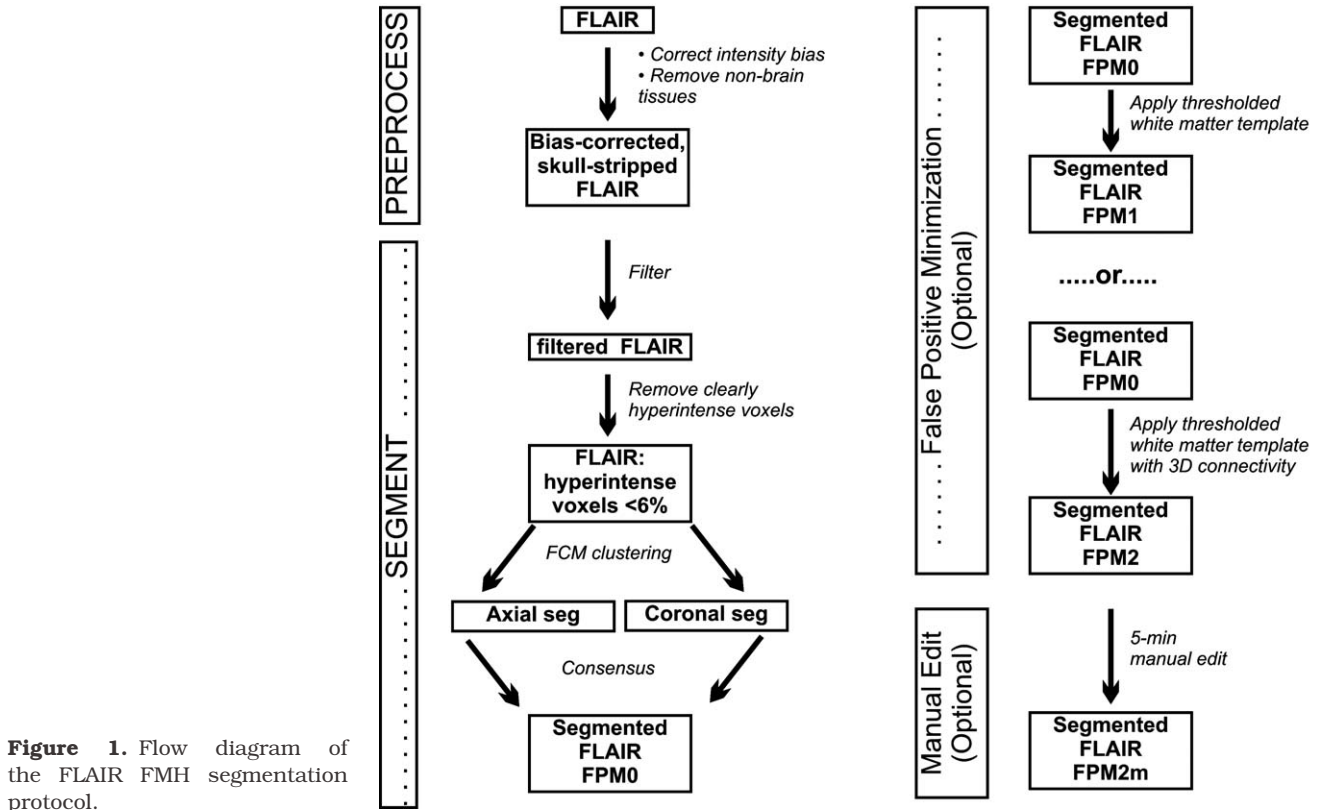 PREPROCESS
FLAIR
• Correct intensity bias
• Remove non-brain
tissues
Bias-corrected,
skull-stripped
FLAIR
SEGMENT . . . . . . . . . . . . . . . . . . . .
Filter
filtered FLAIR
Remove clearly
hyperintense voxels
FLAIR:
hyperintense
voxels <6%
FCM clustering
Axial seg
Coronal seg
Consensus
Segmented
FLAIR
FPM0
. . . . . . . False Positive Minimization . . . . . .
(Optional)
Segmented
FLAIR
FPM0
Apply thresholded
white matter template
Segmented
FLAIR
FPM1
.....or.....
Segmented
FLAIR
FPM0
Apply thresholded
white matter template
with 3D connectivity
Segmented
FLAIR
FPM2
Manual Edit
(Optional)
5-min
manual edit
Segmented
FLAIR
FPM2m
Figure 1. Flow diagram of
the FLAIR FMH segmentation
protocol.